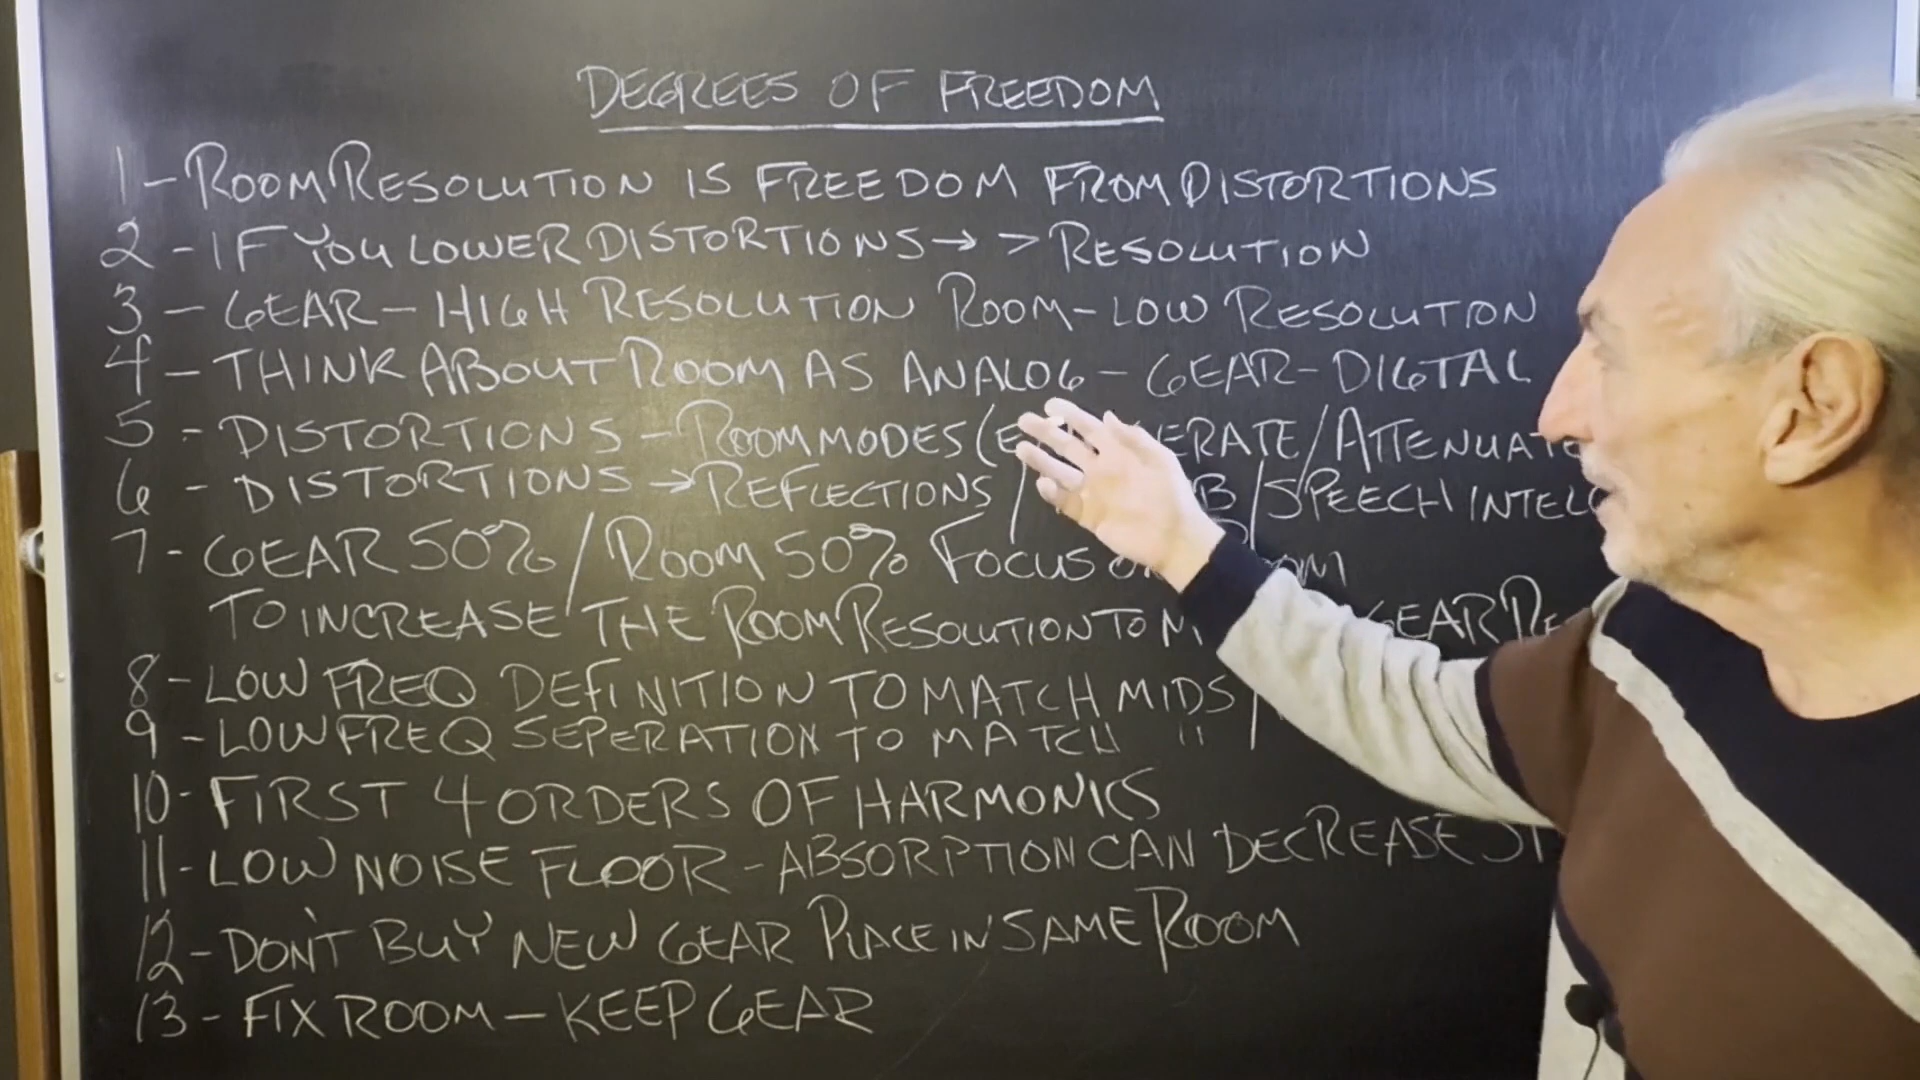 DEGREES OF FREEDOM
1 - ROOM RESOLUTION IS FREEDOM FROM DISTORTIONS
2 - IF YOU LOWER DISTORTIONS → > RESOLUTION
3 - GEAR - HIGH RESOLUTION ROOM - LOW RESOLUTION
4 - THINK ABOUT ROOM AS ANALOG - GEAR - DIGTAL
5 - DISTORTIONS - ROOM MODES ( / ATTENUATE
6 - DISTORTIONS → REFLECTIONS / / SPEECH
7 - GEAR 50% / ROOM 50% FOCUS
TO INCREASE THE ROOM RESOLUTION TO GEAR
8 - LOW FREQ DEFINITION TO MATCH MIDS /
9 - LOW FREQ SEPERATION TO MATCH " /
10 - FIRST 4 ORDERS OF HARMONICS
11 - LOW NOISE FLOOR - ABSORPTION CAN DECREASE
12 - DON'T BUY NEW GEAR PLACE IN SAME ROOM
13 - FIX ROOM - KEEP GEAR